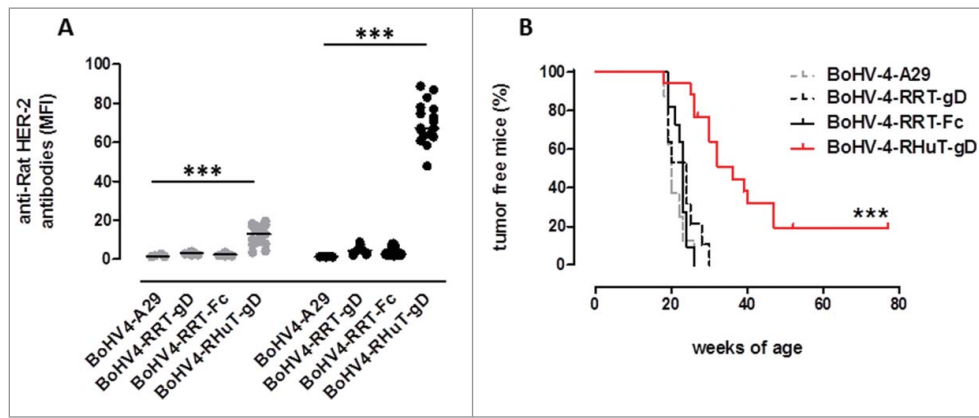 A
anti-Rat HER-2
antibodies (MFI)
100
80
60
40
20
0
***
***
BoHV4-A29
BoHV4-RRT-gD
BoHV4-RRT-Fc
BoHV4-RHuT-gD
BoHV4-A29
BoHV4-RRT-gD
BoHV4-RRT-Fc
BoHV4-RHuT-gD
B
tumor free mice (%)
100
80
60
40
20
0
BoHV-4-A29
BoHV-4-RRT-gD
BoHV-4-RRT-Fc
BoHV-4-RHuT-gD
***
0 20 40 60 80
weeks of age